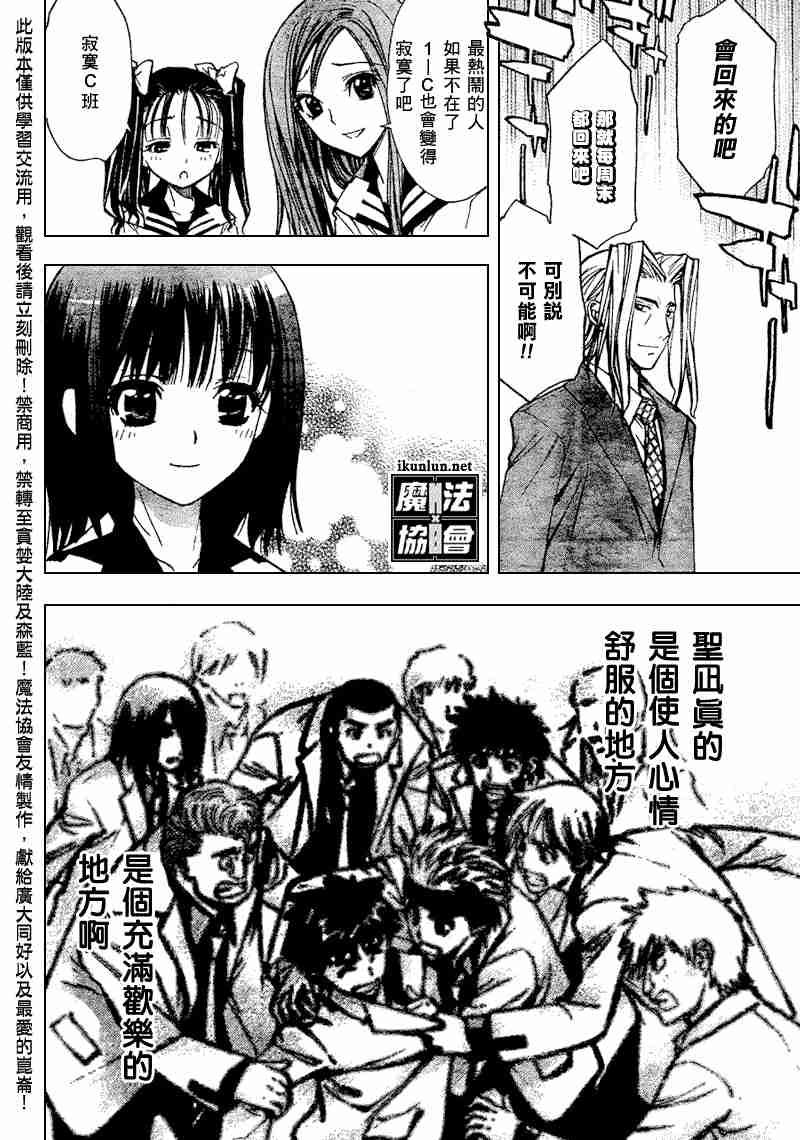 會回來的吧
那就每周末
都回來吧
可別説
不可能啊!!
最熱鬧的人
如果不在了
1－C也會變得
寂寞了吧
寂寞C班
ikunlun.net
魔法
協會
聖凪真的
是個使人心情
舒服的地方
是個充滿歡樂的
地方啊
此版本僅供學習交流用，觀看後請立刻刪除！禁商用，禁轉至貪婪大陸及森藍！魔法協會友情製作，獻給廣大同好以及最愛的崑崙！